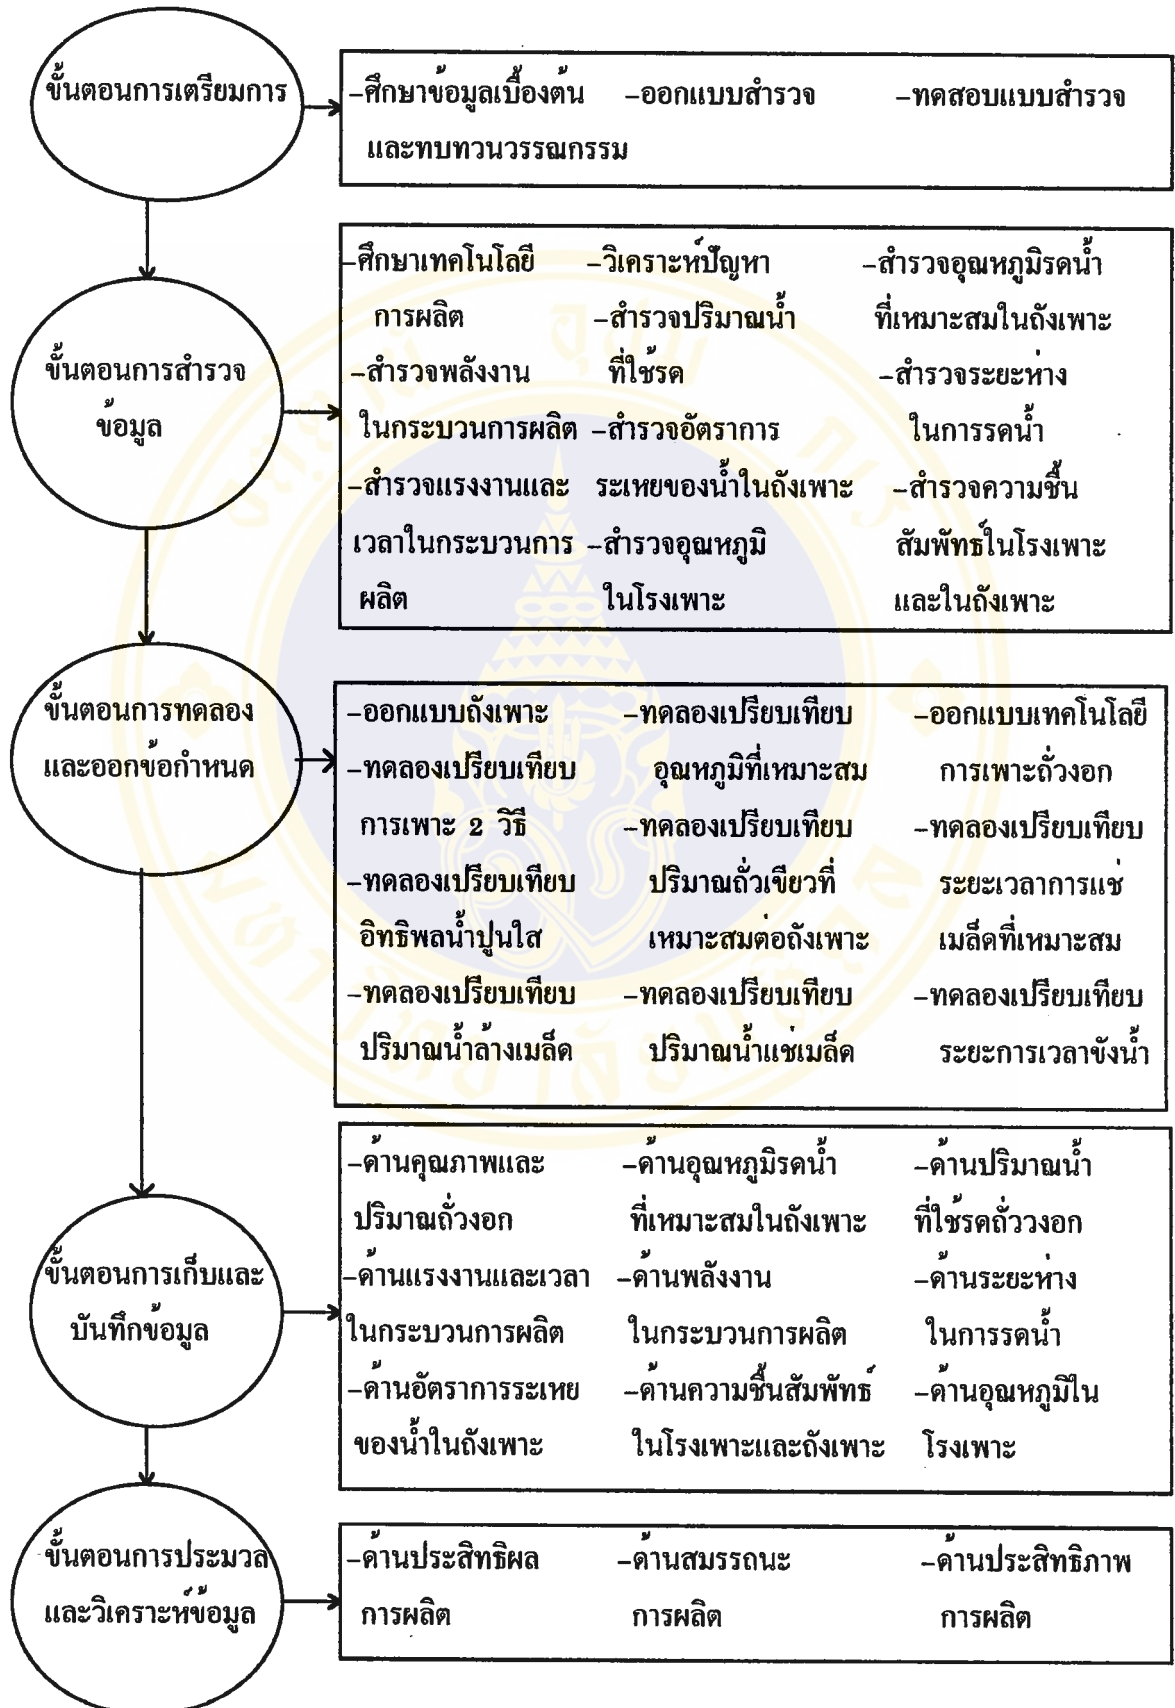 ขั้นตอนการเตรียมการ
-ศึกษาข้อมูลเบื้องต้น -ออกแบบสำรวจ -ทดสอบแบบสำรวจ
และทบทวนวรรณกรรม
ขั้นตอนการสำรวจ
ข้อมูล
-ศึกษาเทคโนโลยี -วิเคราะห์ปัญหา -สำรวจอุณหภูมิรดน้ำ
การผลิต -สำรวจปริมาณน้ำ ที่เหมาะสมในถังเพาะ
-สำรวจพลังงาน ที่ใช้รด -สำรวจระยะห่าง
ในกระบวนการผลิต -สำรวจอัตราการ ในการรดน้ำ
-สำรวจแรงงานและ ระเหยของน้ำในถังเพาะ -สำรวจความชื้น
เวลาในกระบวนการ -สำรวจอุณหภูมิ สัมพัทธ์ในโรงเพาะ
ผลิต ในโรงเพาะ และในถังเพาะ
ขั้นตอนการทดลอง
และออกข้อกำหนด
-ออกแบบถังเพาะ -ทดลองเปรียบเทียบ -ออกแบบเทคโนโลยี
-ทดลองเปรียบเทียบ อุณหภูมิที่เหมาะสม การเพาะถั่วงอก
การเพาะ 2 วิธี -ทดลองเปรียบเทียบ -ทดลองเปรียบเทียบ
-ทดลองเปรียบเทียบ ปริมาณถั่วเขียวที่ ระยะเวลาการแช่
อิทธิพลน้ำปูนใส เหมาะสมต่อถังเพาะ เมล็ดที่เหมาะสม
-ทดลองเปรียบเทียบ -ทดลองเปรียบเทียบ -ทดลองเปรียบเทียบ
ปริมาณน้ำล้างเมล็ด ปริมาณน้ำแช่เมล็ด ระยะการเวลาขังน้ำ
ขั้นตอนการเก็บและ
บันทึกข้อมูล
-ด้านคุณภาพและ -ด้านอุณหภูมิรดน้ำ -ด้านปริมาณน้ำ
ปริมาณถั่วงอก ที่เหมาะสมในถังเพาะ ที่ใช้รดถั่ววงอก
-ด้านแรงงานและเวลา -ด้านพลังงาน -ด้านระยะห่าง
ในกระบวนการผลิต ในกระบวนการผลิต ในการรดน้ำ
-ด้านอัตราการระเหย -ด้านความชื้นสัมพัทธ์ -ด้านอุณหภูมิใน
ของน้ำในถังเพาะ ในโรงเพาะและถังเพาะ โรงเพาะ
ขั้นตอนการประมวล
และวิเคราะห์ข้อมูล
-ด้านประสิทธิผล -ด้านสมรรถนะ -ด้านประสิทธิภาพ
การผลิต การผลิต การผลิต